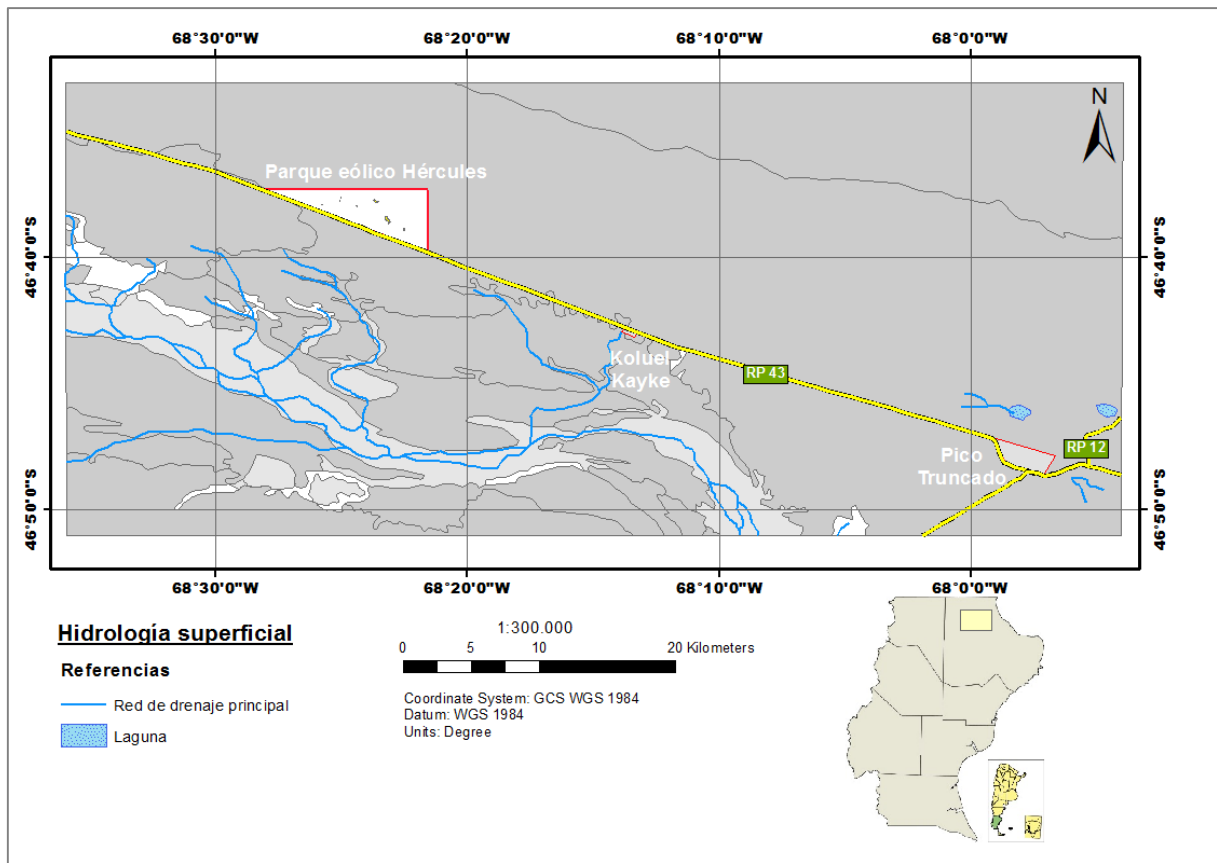 68°30'0"W 68°20'0"W 68°10'0"W 68°0'0"W
N
Parque eólico Hércules
46°40'0"S 46°40'0"S
Koluel
Kayke
RP 43
Pico
Truncado
RP 12
46°50'0"S 46°50'0"S
68°30'0"W 68°20'0"W 68°10'0"W 68°0'0"W
Hidrología superficial
Referencias
Red de drenaje principal
Laguna
1:300.000
0 5 10 20 Kilometers
Coordinate System: GCS WGS 1984
Datum: WGS 1984
Units: Degree